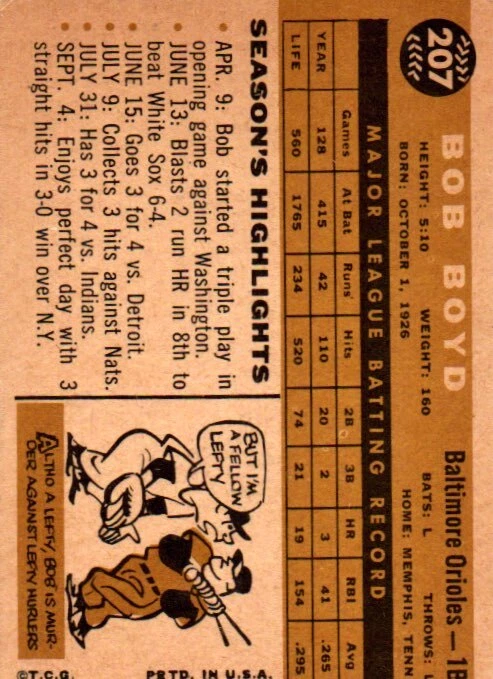 207
BOB BOYD
Baltimore Orioles — 1B
HEIGHT: 5:10 WEIGHT: 160 BATS: L THROWS: L
BORN: OCTOBER 1, 1926 HOME: MEMPHIS, TENN
MAJOR LEAGUE BATTING RECORD
Games At Bat Runs Hits 2B 3B HR RBI Avg
YEAR 128 415 42 110 20 2 3 41 .265
LIFE 560 1765 234 520 74 21 19 154 .295
SEASON'S HIGHLIGHTS
• APR. 9: Bob started a triple play in
opening game against Washington.
• JUNE 13: Blasts 2 run HR in 8th to
beat White Sox 6-4.
• JUNE 15: Goes 3 for 4 vs. Detroit.
• JULY 9: Collects 3 hits against Nats.
• JULY 31: Has 3 for 4 vs. Indians.
• SEPT. 4: Enjoys perfect day with 3
straight hits in 3-0 win over N.Y.
BUT I'M
A FELLOW
LEFTY
ALTHO A LEFTY, BOB IS MUR-
DER AGAINST LEFTY HURLERS
©T.C.G. PRTD. IN U.S.A.